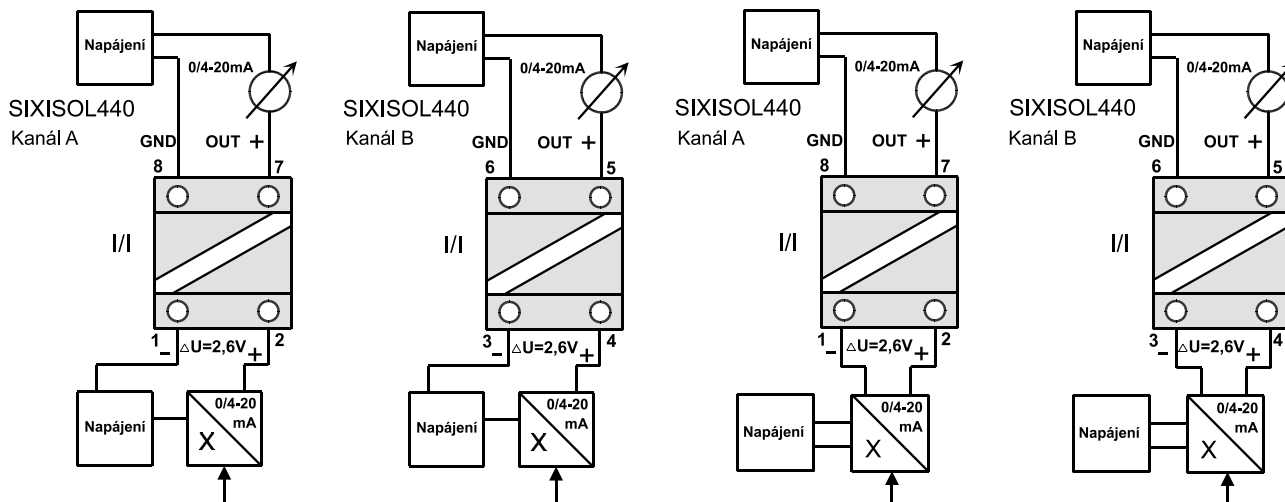 Napájení
0/4-20mA
SIXISOL440
Kanál A
GND
OUT +
8
7
I/I
1
-
△U=2,6V
+
2
Napájení
0/4-20
mA
X
Napájení
0/4-20mA
SIXISOL440
Kanál B
GND
OUT +
6
5
I/I
3
-
△U=2,6V
+
4
Napájení
0/4-20
mA
X
Napájení
0/4-20mA
SIXISOL440
Kanál A
GND
OUT +
8
7
I/I
1
-
△U=2,6V
+
2
Napájení
0/4-20
mA
X
Napájení
0/4-20mA
SIXISOL440
Kanál B
GND
OUT +
6
5
I/I
3
-
△U=2,6V
+
4
Napájení
0/4-20
mA
X